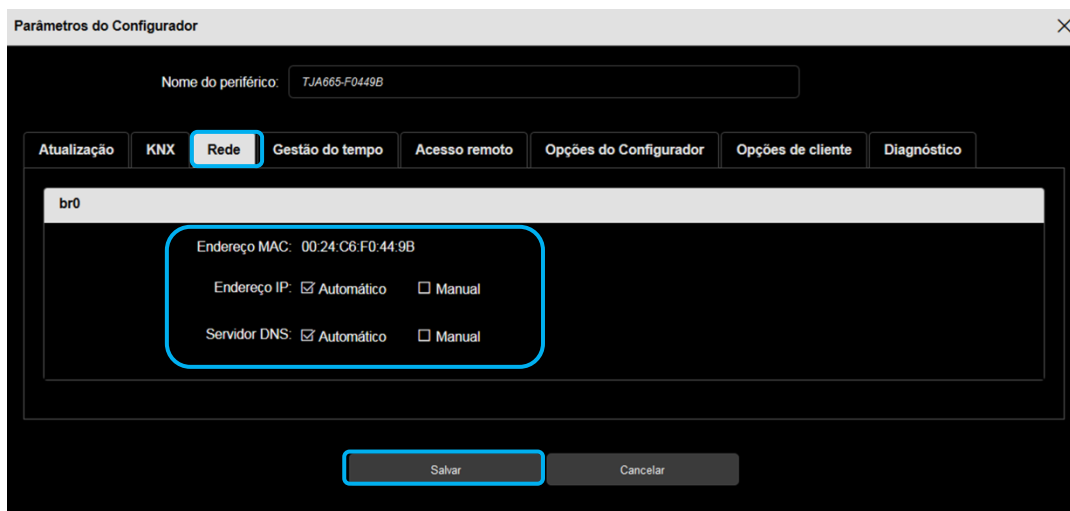 Parâmetros do Configurador
Nome do periférico: TJA665-F0449B
Atualização KNX Rede Gestão do tempo Acesso remoto Opções do Configurador Opções de cliente Diagnóstico
br0
Endereço MAC: 00:24:C6:F0:44:9B
Endereço IP: Automático Manual
Servidor DNS: Automático Manual
Salvar Cancelar